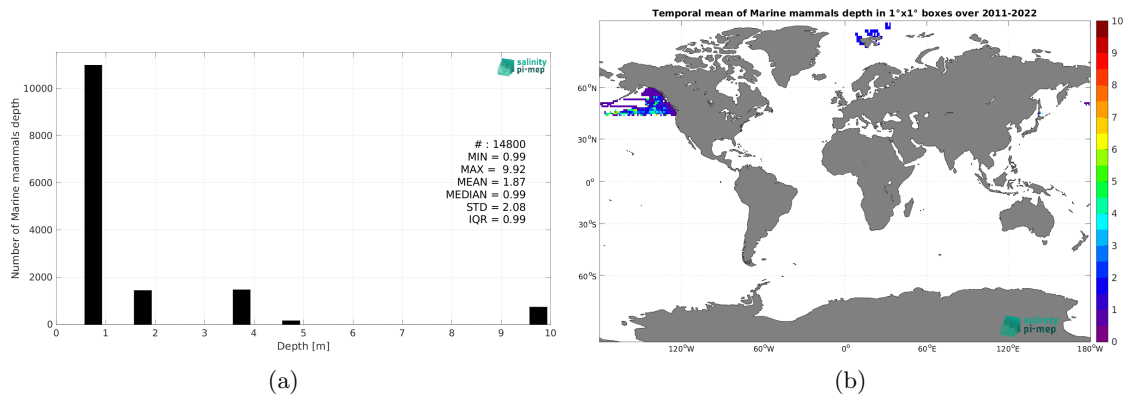 salinity
pi-mep
Number of Marine mammals depth
10000
8000
6000
4000
2000
0
# : 14800
MIN = 0.99
MAX = 9.92
MEAN = 1.87
MEDIAN = 0.99
STD = 2.08
IQR = 0.99
0 1 2 3 4 5 6 7 8 9 10
Depth [m]
(a)
Temporal mean of Marine mammals depth in 1°x1° boxes over 2011-2022
60°N
30°N
0°
30°S
60°S
120°W 60°W 0° 60°E 120°E 180°W
salinity
pi-mep
10
9
8
7
6
5
4
3
2
1
0
(b)